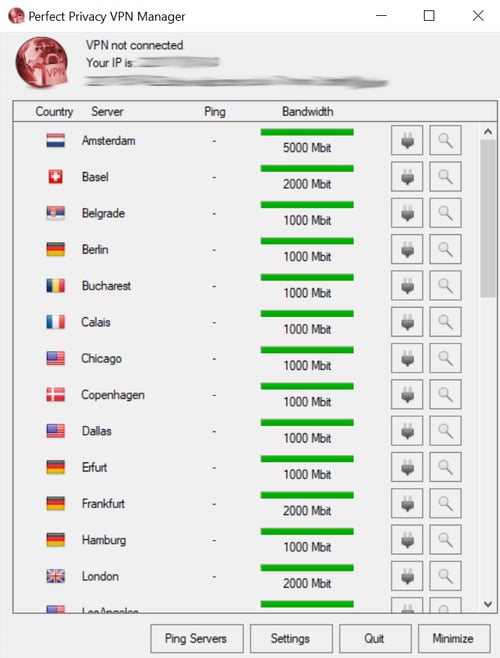 Perfect Privacy VPN Manager
VPN not connected
Your IP is:
VPN
Country Server Ping Bandwidth
Amsterdam - 5000 Mbit
Basel - 2000 Mbit
Belgrade - 1000 Mbit
Berlin - 1000 Mbit
Bucharest - 1000 Mbit
Calais - 1000 Mbit
Chicago - 1000 Mbit
Copenhagen - 1000 Mbit
Dallas - 1000 Mbit
Erfurt - 1000 Mbit
Frankfurt - 2000 Mbit
Hamburg - 1000 Mbit
London - 2000 Mbit
LosAngeles
Ping Servers Settings Quit Minimize